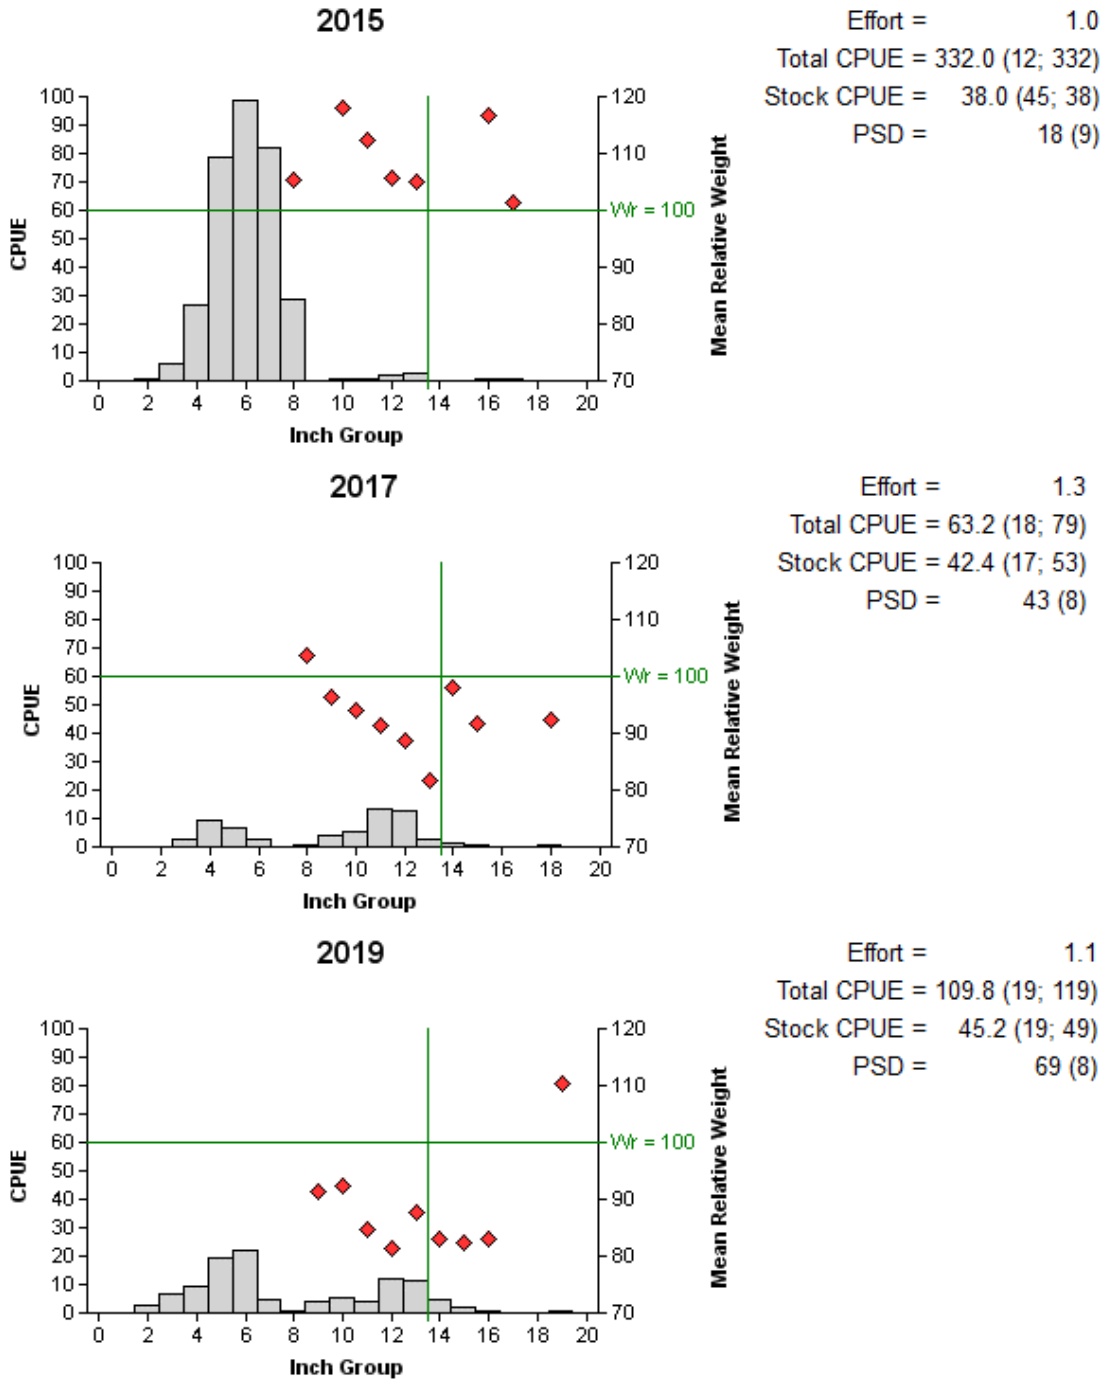 2015
Effort = 1.0
Total CPUE = 332.0 (12; 332)
Stock CPUE = 38.0 (45; 38)
PSD = 18 (9)
100 90 80 70 60 50 40 30 20 10 0
CPUE
120 110 90 80 70
Wr = 100
Mean Relative Weight
0 2 4 6 8 10 12 14 16 18 20
Inch Group
2017
Effort = 1.3
Total CPUE = 63.2 (18; 79)
Stock CPUE = 42.4 (17; 53)
PSD = 43 (8)
100 90 80 70 60 50 40 30 20 10 0
CPUE
120 110 90 80 70
Wr = 100
Mean Relative Weight
0 2 4 6 8 10 12 14 16 18 20
Inch Group
2019
Effort = 1.1
Total CPUE = 109.8 (19; 119)
Stock CPUE = 45.2 (19; 49)
PSD = 69 (8)
100 90 80 70 60 50 40 30 20 10 0
CPUE
120 110 90 80 70
Wr = 100
Mean Relative Weight
0 2 4 6 8 10 12 14 16 18 20
Inch Group